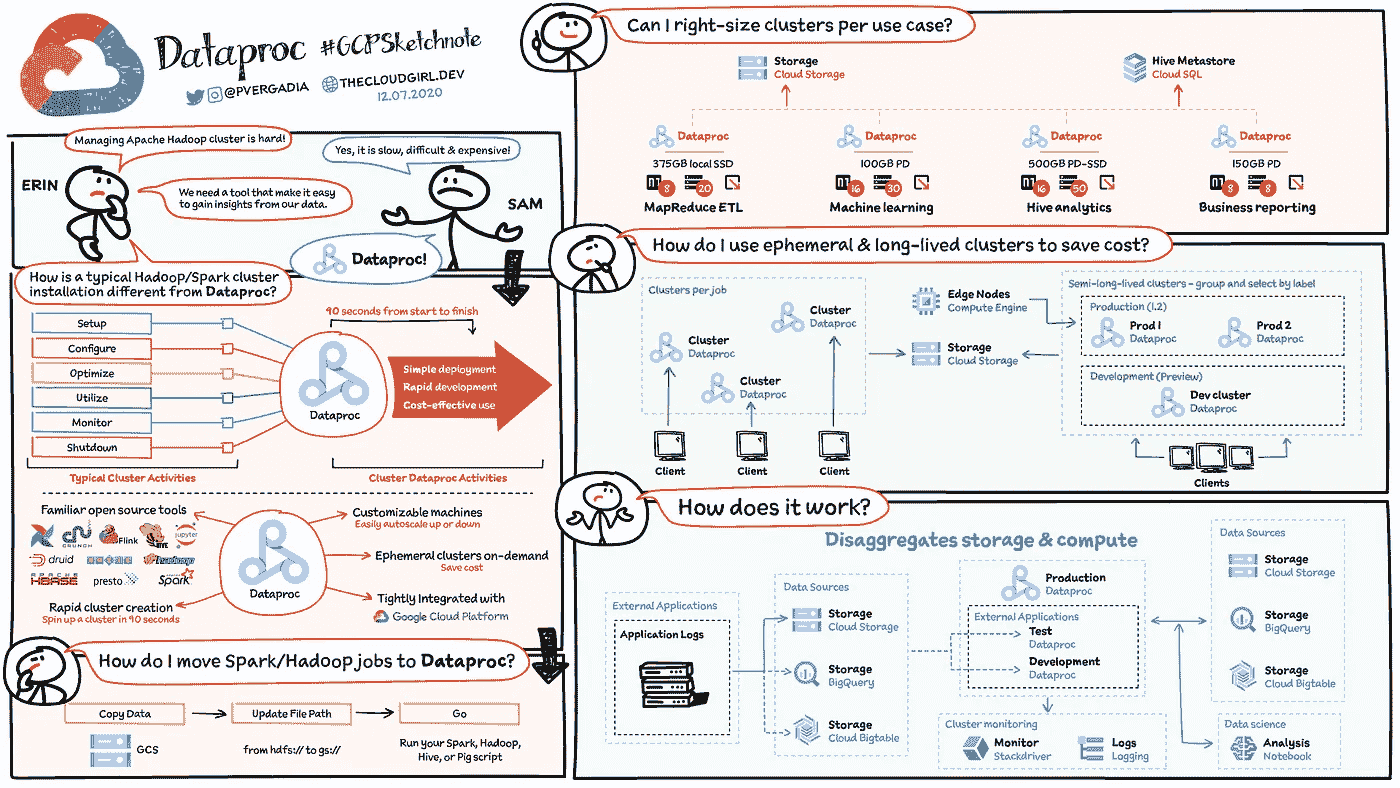 Dataproc #GCPSketchnote
@PVERGADIA THECLOUDGIRL.DEV
12.07.2020
Managing Apache Hadoop cluster is hard!
Yes, it is slow, difficult & expensive!
ERIN
We need a tool that make it easy
to gain insights from our data.
SAM
Dataproc!
How is a typical Hadoop/Spark cluster
installation different from Dataproc?
Setup
Configure
Optimize
Utilize
Monitor
Shutdown
90 seconds from start to finish
Dataproc
Simple deployment
Rapid development
Cost-effective use
Typical Cluster Activities
Cluster Dataproc Activities
Familiar open source tools
CRUNCH
Flink
HIVE
jupyter
druid
hadoop
APACHE
HBASE
presto
Spark
Rapid cluster creation
Spin up a cluster in 90 seconds
Dataproc
Customizable machines
Easily autoscale up or down
Ephemeral clusters on-demand
Save cost
Tightly Integrated with
Google Cloud Platform
How do I move Spark/Hadoop jobs to Dataproc?
Copy Data
Update File Path
Go
GCS
from hdfs:// to gs://
Run your Spark, Hadoop,
Hive, or Pig script
Can I right-size clusters per use case?
Storage
Cloud Storage
Hive Metastore
Cloud SQL
Dataproc
375GB local SSD
8
20
MapReduce ETL
Dataproc
100GB PD
16
30
Machine learning
Dataproc
500GB PD-SSD
16
50
Hive analytics
Dataproc
150GB PD
8
8
Business reporting
How do I use ephemeral & long-lived clusters to save cost?
Clusters per job
Cluster
Dataproc
Cluster
Dataproc
Cluster
Dataproc
Client
Client
Client
Edge Nodes
Compute Engine
Storage
Cloud Storage
Semi-long-lived clusters - group and select by label
Production (1.2)
Prod 1
Dataproc
Prod 2
Dataproc
Development (Preview)
Dev cluster
Dataproc
Clients
How does it work?
Disaggregates storage & compute
External Applications
Application Logs
Data Sources
Storage
Cloud Storage
Storage
BigQuery
Storage
Cloud Bigtable
Production
Dataproc
External Applications
Test
Dataproc
Development
Dataproc
Cluster monitoring
Monitor
Stackdriver
Logs
Logging
Data Sources
Storage
Cloud Storage
Storage
BigQuery
Storage
Cloud Bigtable
Data science
Analysis
Notebook